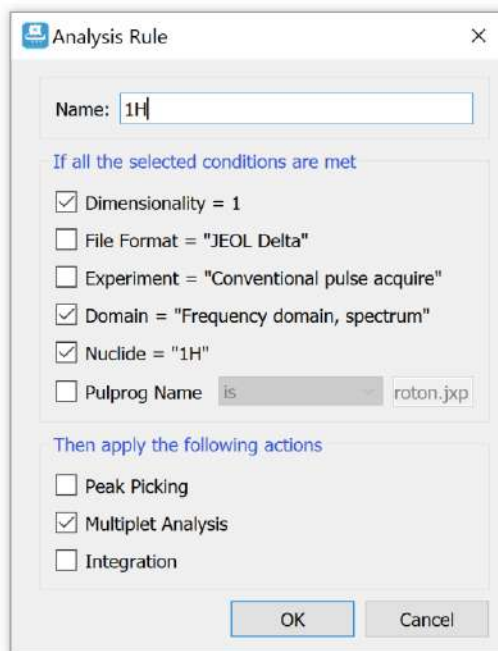 Analysis Rule
Name: 1H
If all the selected conditions are met
Dimensionality = 1
File Format = "JEOL Delta"
Experiment = "Conventional pulse acquire"
Domain = "Frequency domain, spectrum"
Nuclide = "1H"
Pulprog Name is roton.jxp
Then apply the following actions
Peak Picking
Multiplet Analysis
Integration
OK Cancel